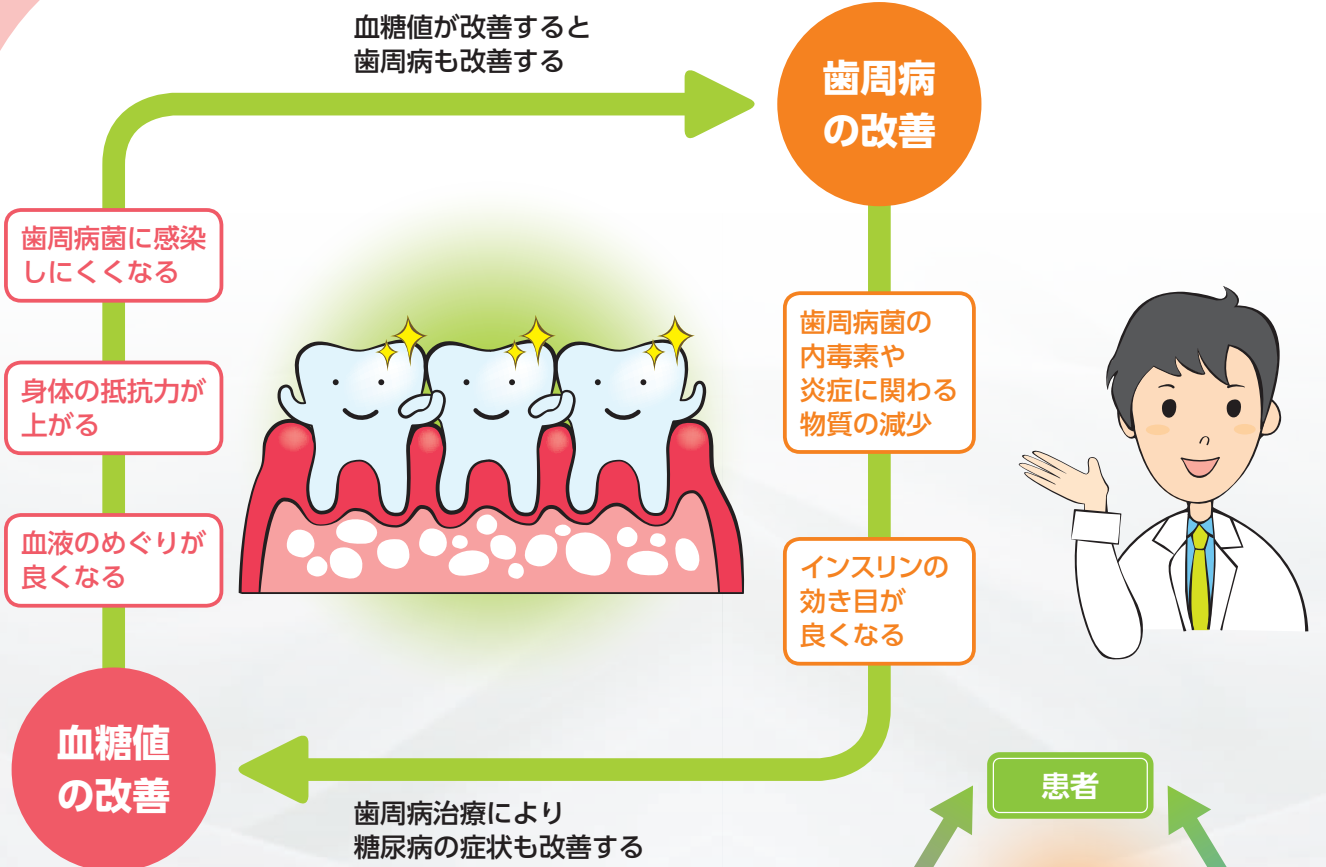 血糖値が改善すると
歯周病も改善する
歯周病
の改善
歯周病菌に感染
しにくくなる
身体の抵抗力が
上がる
血液のめぐりが
良くなる
歯周病菌の
内毒素や
炎症に関わる
物質の減少
インスリンの
効き目が
良くなる
血糖値
の改善
歯周病治療により
糖尿病の症状も改善する
患者